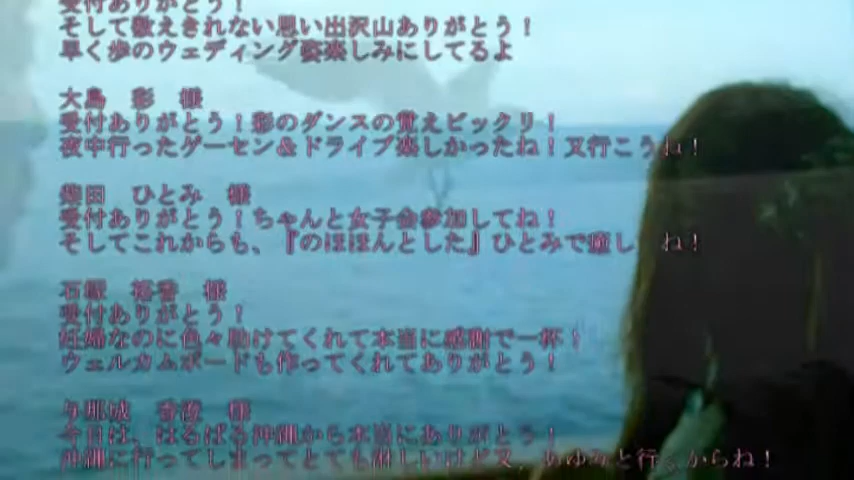 受付ありがとう！
そして数えきれない思い出沢山ありがとう！
早く歩のウェディング姿楽しみにしてるよ
大島　彩　様
受付ありがとう！彩のダンスの覚えビックリ！
夜中行ったゲーセン＆ドライブ楽しかったね！又行こうね！
柴田　ひとみ　様
受付ありがとう！ちゃんと女子会参加してね！
そしてこれからも、『のほほんとした』ひとみで癒し　ね！
石塚　裕香　様
受付ありがとう！
妊婦なのに色々助けてくれて本当に感謝で一杯！
ウェルカムボードも作ってくれてありがとう！
与那城　香　様
今日は、はるばる沖縄から本当にありがとう！
沖縄に行ってしまってとても淋しいけど又、あゆみと行くからね！